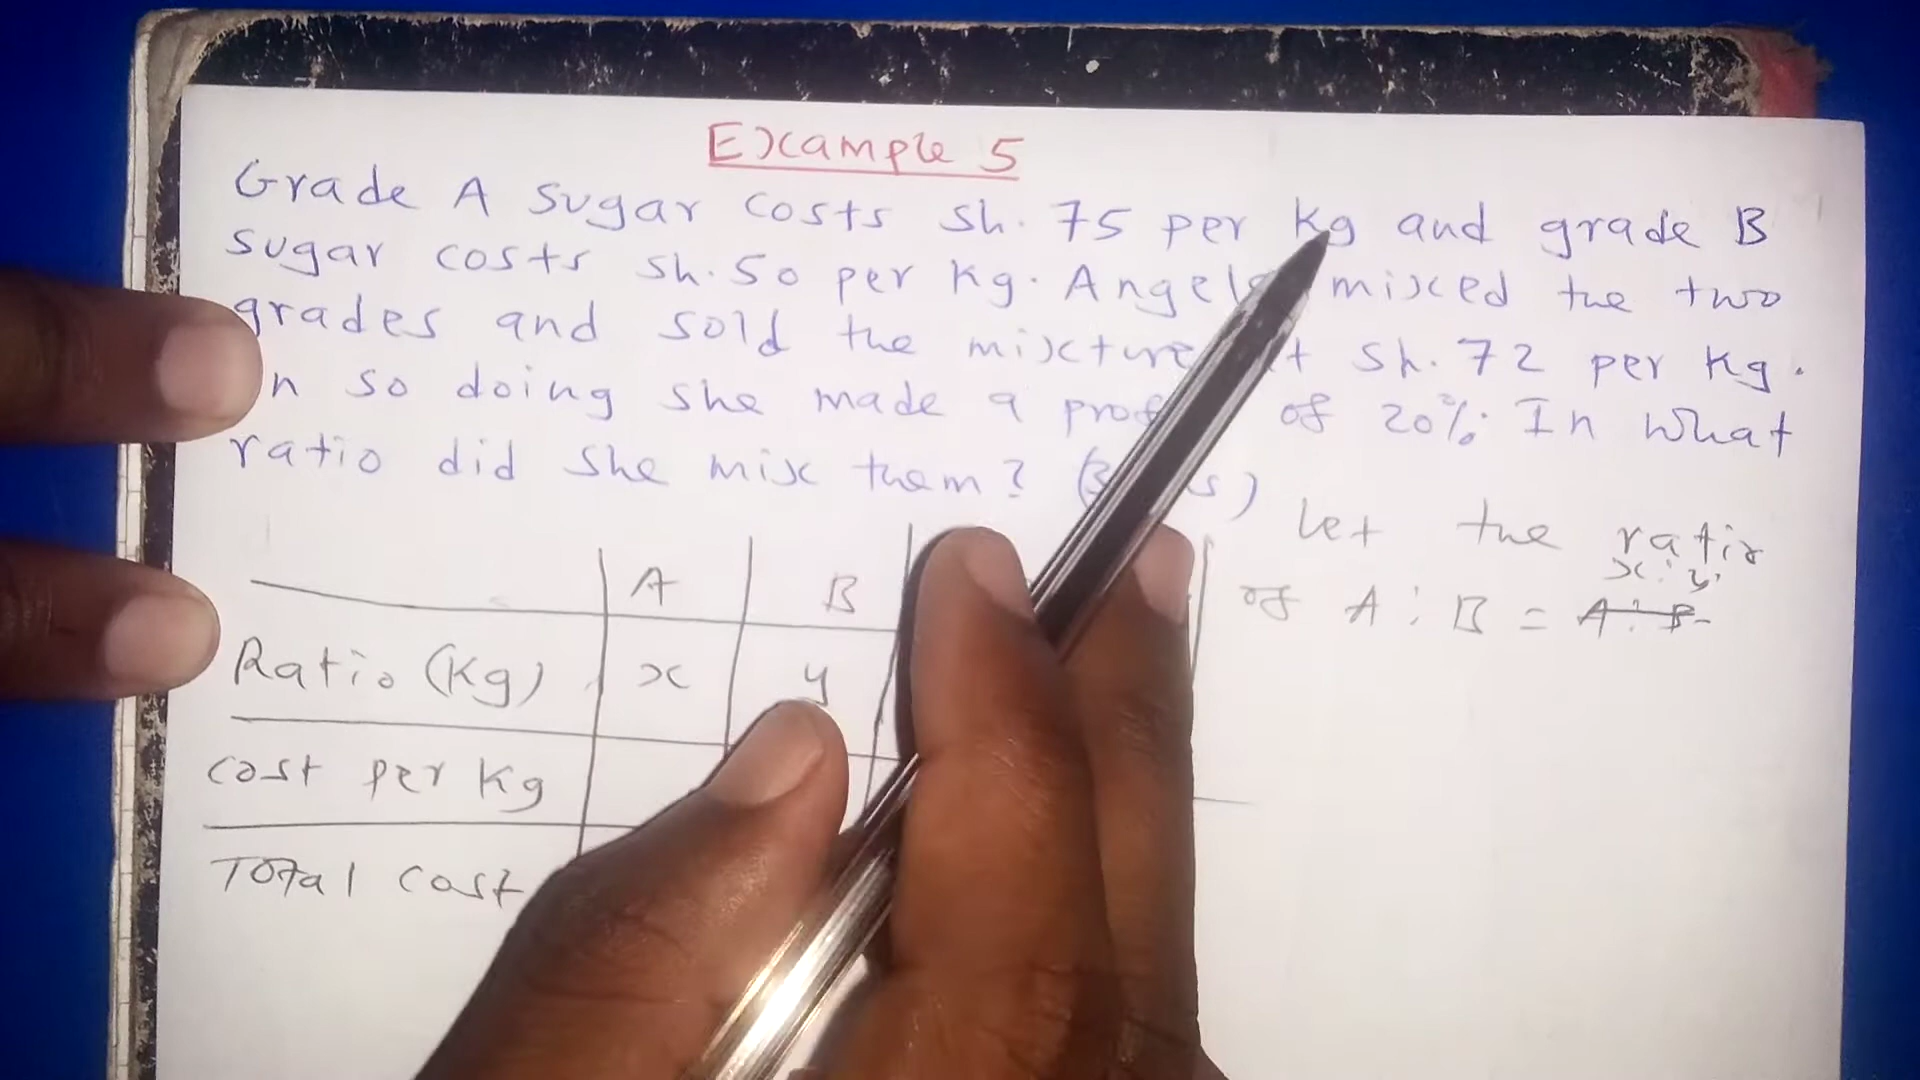 Example 5
Grade A sugar costs sh. 75 per kg and grade B
sugar costs sh. 50 per kg. Angel mixed the two
grades and sold the mixture sh. 72 per kg.
so doing she made a of 20% In what
ratio did she mix them?
Let the ratio
x : y
of A : B = A : B
A B
Ratio (kg) x y
cost per kg
Total cost